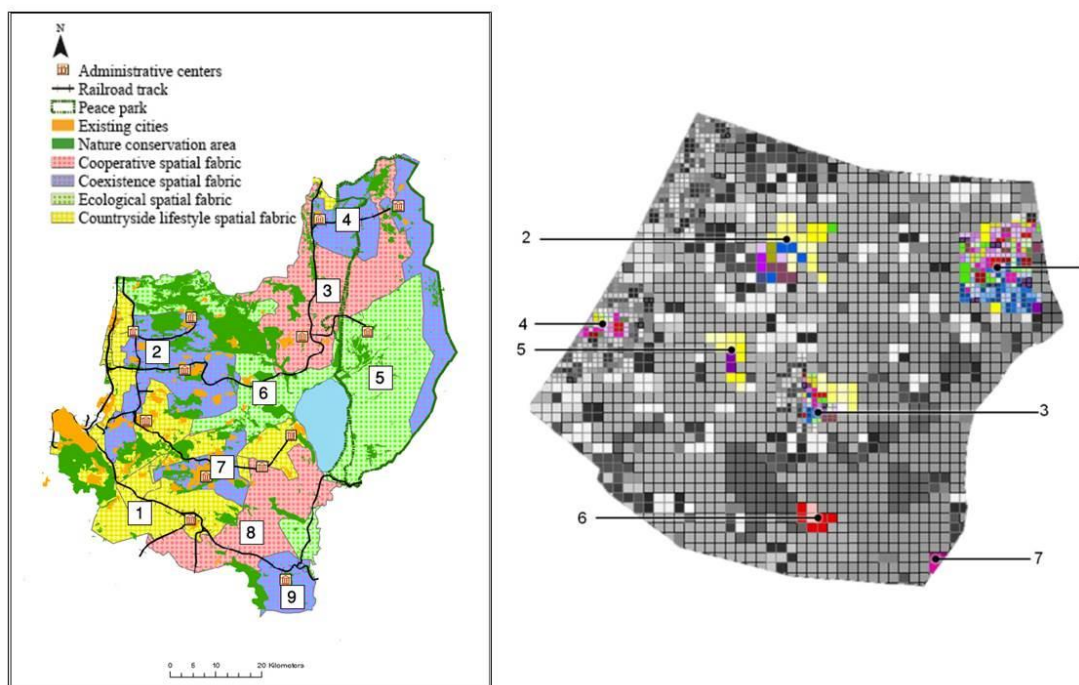 N
Administrative centers
Railroad track
Peace park
Existing cities
Nature conservation area
Cooperative spatial fabric
Coexistence spatial fabric
Ecological spatial fabric
Countryside lifestyle spatial fabric
4
3
2
5
6
7
1
8
9
0 5 10 20 Kilometers
2
4
5
3
6
7